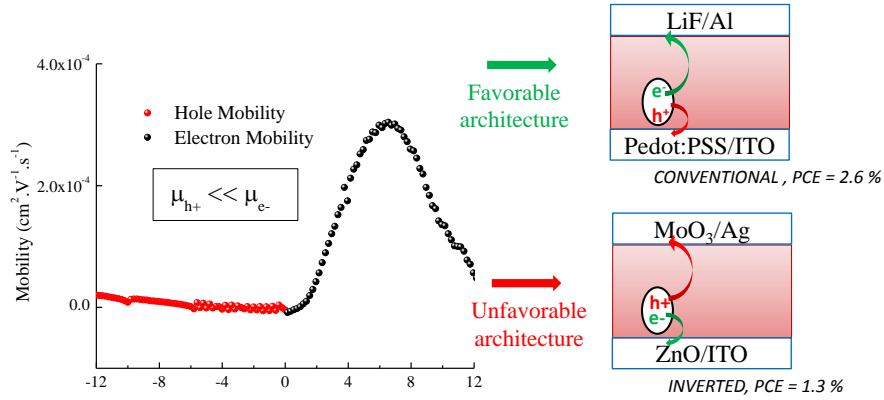 4.0x10⁻⁴
2.0x10⁻⁴
0.0
Mobility (cm².V⁻¹.s⁻¹)
Hole Mobility
Electron Mobility
μh+ << μe-
-12 -8 -4 0 4 8 12
Favorable
architecture
Unfavorable
architecture
LiF/Al
e-
h+
Pedot:PSS/ITO
CONVENTIONAL , PCE = 2.6 %
MoO₃/Ag
h+
e-
ZnO/ITO
INVERTED, PCE = 1.3 %